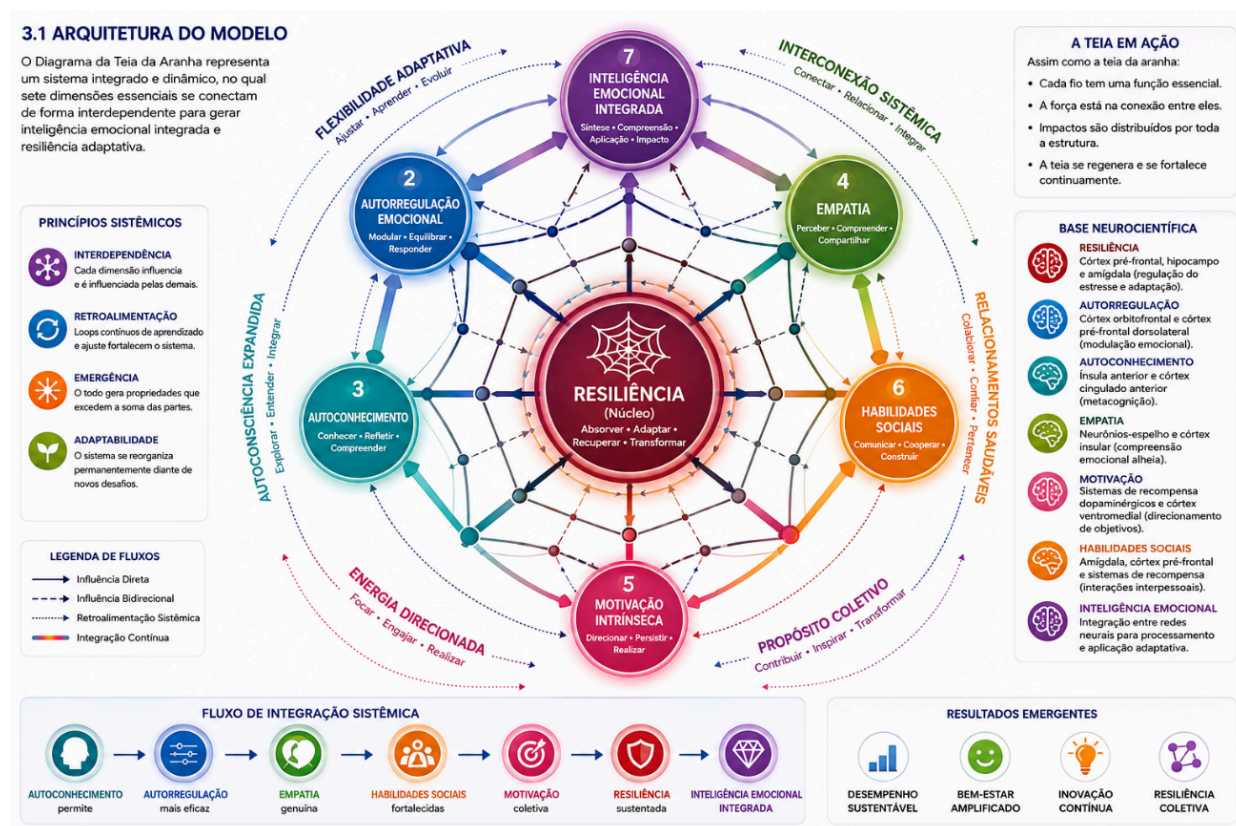 3.1 ARQUITETURA DO MODELO
O Diagrama da Teia da Aranha representa
um sistema integrado e dinâmico, no qual
sete dimensões essenciais se conectam
de forma interdependente para gerar
inteligência emocional integrada e
resiliência adaptativa.
PRINCÍPIOS SISTÊMICOS
INTERDEPENDÊNCIA
Cada dimensão influencia
e é influenciada pelas demais.
RETROALIMENTAÇÃO
Loops contínuos de aprendizado
e ajuste fortalecem o sistema.
EMERGÊNCIA
O todo gera propriedades que
excedem a soma das partes.
ADAPTABILIDADE
O sistema se reorganiza
permanentemente diante de
novos desafios.
LEGENDA DE FLUXOS
Influência Direta
Influência Bidirecional
Retroalimentação Sistêmica
Integração Contínua
FLEXIBILIDADE ADAPTATIVA
Ajustar • Aprender • Evoluir
INTERCONEXÃO SISTÊMICA
Conectar • Relacionar • Integrar
AUTOCONSCIÊNCIA EXPANDIDA
Explorar • Entender • Integrar
RELACIONAMENTOS SAUDÁVEIS
Colabiorar • Confiar • Perteneer
ENERGIA DIRECIONADA
Focar • Engajar • Realizar
PROPÓSITO COLETIVO
Contribuir • Inspirar • Transformar
7
INTELIGÊNCIA
EMOCIONAL
INTEGRADA
Síntese • Compreensão •
Aplicação • Impacto
2
AUTORREGULAÇÃO
EMOCIONAL
Modular • Equilibrar •
Responder
4
EMPATIA
Perceber • Compreender •
Compartilhar
3
AUTOCONHECIMENTO
Conhecer • Refletir •
Compreender
RESILIÊNCIA
(Núcleo)
Absorver • Adaptar •
Recuperar • Transformar
6
HABILIDADES
SOCIAIS
Comunicar • Cooperar •
Construir
5
MOTIVAÇÃO
INTRÍNSECA
Direcionar • Persistir •
Realizar
A TEIA EM AÇÃO
Assim como a teia da aranha:
• Cada fio tem uma função essencial.
• A força está na conexão entre eles.
• Impactos são distribuídos por toda
a estrutura.
• A teia se regenera e se fortalece
continuamente.
BASE NEUROCIENTÍFICA
RESILIÊNCIA
Córtex pré-frontal, hipocampo
e amígdala (regulação do
estresse e adaptação).
AUTORREGULAÇÃO
Córtex orbitofrontal e córtex
pré-frontal dorsolateral
(modulação emocional).
AUTOCONHECIMENTO
Ínsula anterior e córtex
cingulado anterior
(metacognição).
EMPATIA
Neurônios-espelho e córtex
insular (compreensão
emocional alheia).
MOTIVAÇÃO
Sistemas de recompensa
dopaminérgicos e córtex
ventromedial (direcionamento
de objetivos).
HABILIDADES SOCIAIS
Amígdala, córtex pré-frontal
e sistemas de recompensa
(interações interpessoais).
INTELIGÊNCIA EMOCIONAL
Integração entre redes
neurais para processamento
e aplicação adaptativa.
FLUXO DE INTEGRAÇÃO SISTÊMICA
AUTOCONHECIMENTO
permite
AUTORREGULAÇÃO
mais eficaz
EMPATIA
genuína
HABILIDADES SOCIAIS
fortalecidas
MOTIVAÇÃO
coletiva
RESILIÊNCIA
sustentada
INTELIGÊNCIA EMOCIONAL
INTEGRADA
RESULTADOS EMERGENTES
DESEMPENHO
SUSTENTÁVEL
BEM-ESTAR
AMPLIFICADO
INOVAÇÃO
CONTÍNUA
RESILIÊNCIA
COLETIVA